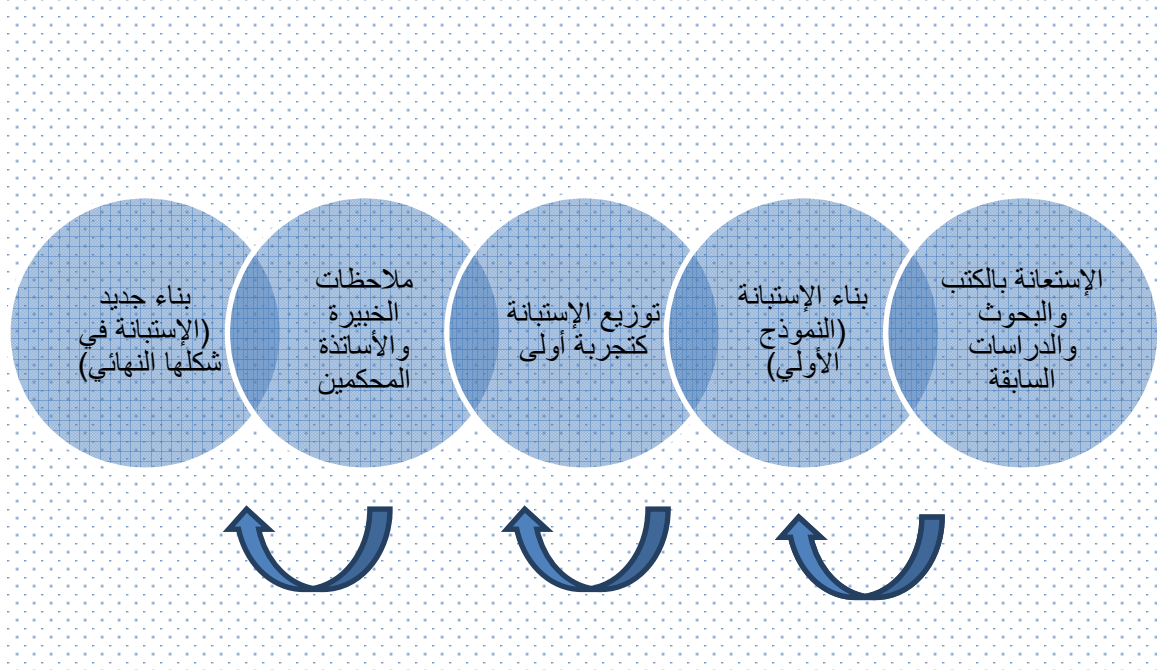 الإستعانة بالكتب
والبحوث
والدراسات
السابقة
بناء الإستبانة
(النموذج
الأولي)
توزيع الإستبانة
كتجربة أولى
ملاحظات
الخبيرة
والأساتذة
المحكمين
بناء جديد
(الإستبانة في
شكلها النهائي)